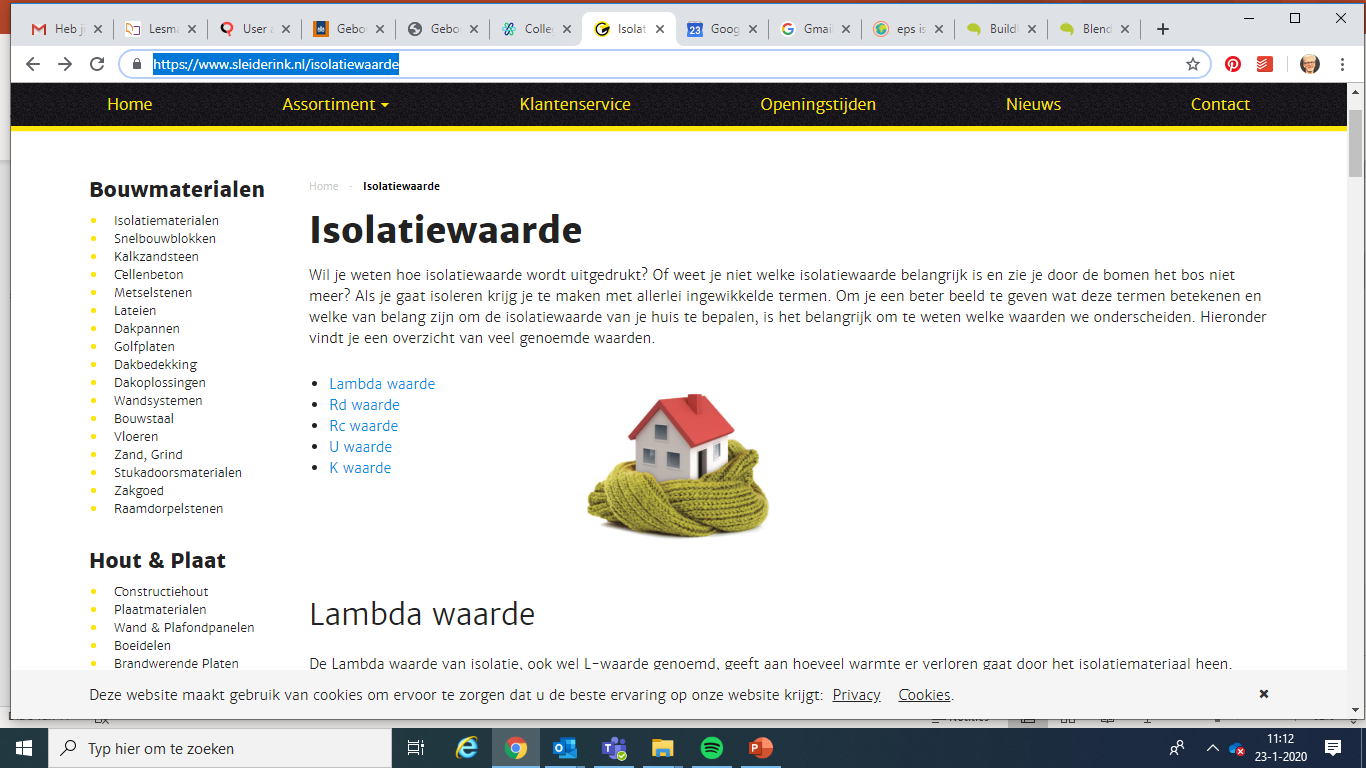 Heb ji
Lesma
User a
Gebou
Gebou
Colleg
Isolat
23
Goog
Gmai
eps is
Build
Blend
https://www.sleiderink.nl/isolatiewaarde
Home
Assortiment
Klantenservice
Openingstijden
Nieuws
Contact
Bouwmaterialen
Isolatiematerialen
Snelbouwblokken
Kalkzandsteen
Cellenbeton
Metselstenen
Lateien
Dakpannen
Golfplaten
Dakbedekking
Dakoplossingen
Wandsystemen
Bouwstaal
Vloeren
Zand, Grind
Stukadoorsmaterialen
Zakgoed
Raamdorpelstenen
Hout & Plaat
Constructiehout
Plaatmaterialen
Wand & Plafondpanelen
Boeidelen
Brandwerende Platen
Home - Isolatiewaarde
Isolatiewaarde
Wil je weten hoe isolatiewaarde wordt uitgedrukt? Of weet je niet welke isolatiewaarde belangrijk is en zie je door de bomen het bos niet
meer? Als je gaat isoleren krijg je te maken met allerlei ingewikkelde termen. Om je een beter beeld te geven wat deze termen betekenen en
welke van belang zijn om de isolatiewaarde van je huis te bepalen, is het belangrijk om te weten welke waarden we onderscheiden. Hieronder
vindt je een overzicht van veel genoemde waarden.
Lambda waarde
Rd waarde
Rc waarde
U waarde
K waarde
Lambda waarde
De Lambda waarde van isolatie, ook wel L-waarde genoemd, geeft aan hoeveel warmte er verloren gaat door het isolatiemateriaal heen.
Deze website maakt gebruik van cookies om ervoor te zorgen dat u de beste ervaring op onze website krijgt: Privacy Cookies.
Typ hier om te zoeken
11:12
23-1-2020